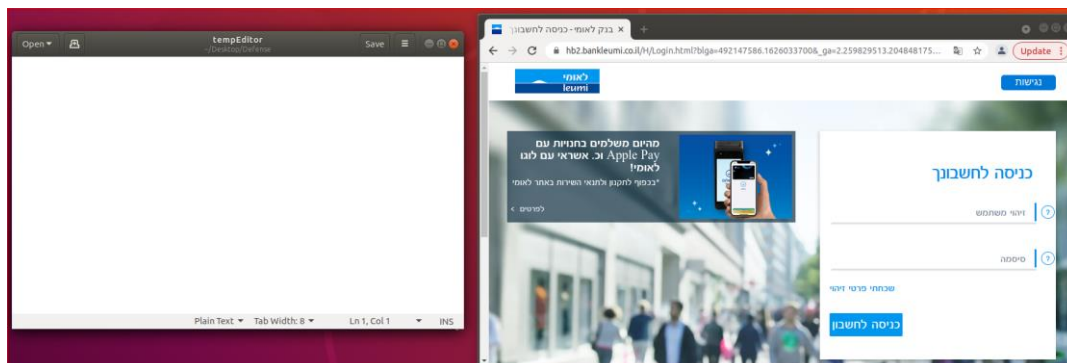 Open
tempEditor
~/Desktop/Defense
Save
Plain Text
Tab Width: 8
Ln 1, Col 1
INS
בנק לאומי - כניסה לחשבונך
hb2.bankleumi.co.il/H/Login.html?blga=492147586.1626033700&_ga=2.259829513.204848175...
Update
לאומי
leumi
נגישות
מהיום משלמים בחנויות עם
Apple Pay וכ. אשראי עם לוגו
לאומי!
*בכפוף לתקנון ולתנאי השירות באתר לאומי
לפרטים >
כניסה לחשבונך
זיהוי משתמש
?
סיסמה
?
שכחתי פרטי זיהוי
כניסה לחשבון